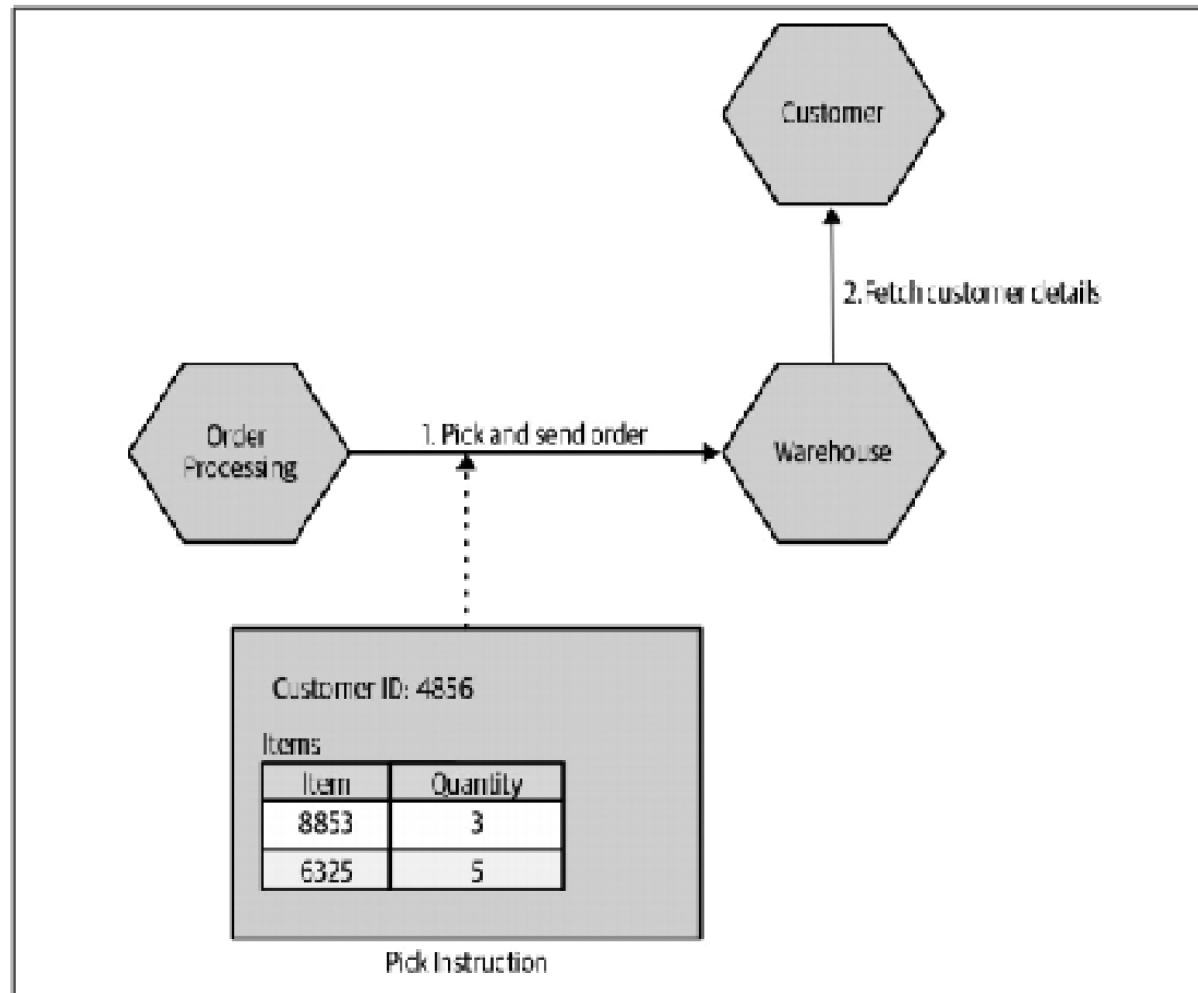 Customer
2. Fetch customer details
Order
Processing
1. Pick and send order
Warehouse
Customer ID: 4856
Items
Item Quantity
8853 3
6325 5
Pick Instruction